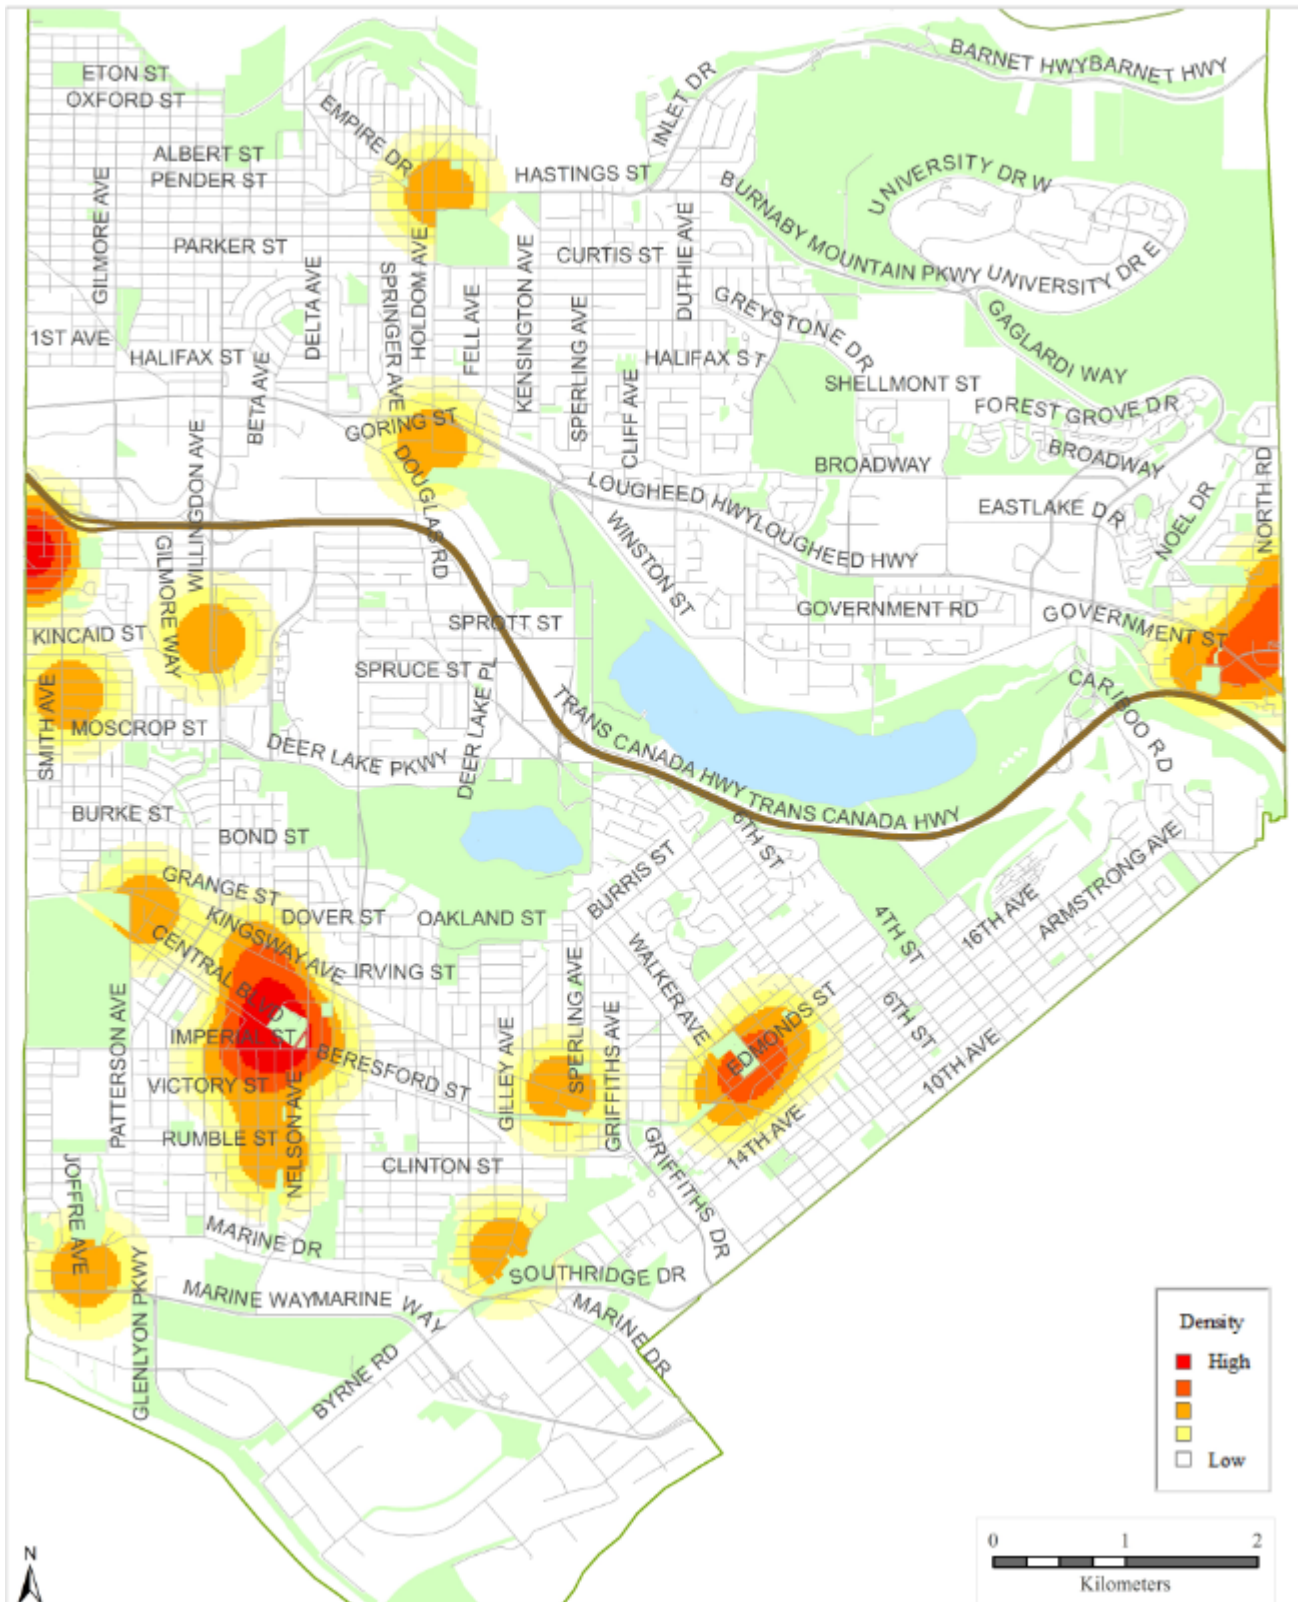 BARNET HWYBARNET HWY
ETON ST
OXFORD ST
INLET DR
EMPIRE DR
ALBERT ST
PENDER ST
HASTINGS ST
UNIVERSITY DR W
BURNABY MOUNTAIN PKWY
UNIVERSITY DR E
GILMORE AVE
PARKER ST
CURTIS ST
DUTHIE AVE
DELTA AVE
SPRINGER AVE
HOLDOM AVE
FELL AVE
KENSINGTON AVE
SPERLING AVE
GREYSTONE DR
GAGLARDI WAY
1ST AVE
HALIFAX ST
BETA AVE
HALIFAX ST
CLIFF AVE
SHELLMONT ST
FOREST GROVE DR
GORING ST
WILLINGDON AVE
DOUGLAS RD
BROADWAY
BROADWAY
LOUGHEED HWYLOUGHEED HWY
EASTLAKE DR
NOEL DR
NORTH RD
WINSTON ST
GILMORE WAY
KINCAID ST
SPROTT ST
GOVERNMENT RD
GOVERNMENT ST
SPRUCE ST
SMITH AVE
MOSCROP ST
DEER LAKE PKWY
DEER LAKE PL
TRANS CANADA HWY
TRANS CANADA HWY
CARIBOO RD
BURKE ST
BOND ST
6TH ST
BURRIS ST
GRANGE ST
DOVER ST
OAKLAND ST
KINGSWAY AVE
CENTRAL BLVD
IRVING ST
WALKER AVE
4TH ST
16TH AVE
ARMSTRONG AVE
PATTERSON AVE
IMPERIAL ST
BERESFORD ST
GILLEY AVE
SPERLING AVE
GRIFFITHS AVE
EDMONDS ST
6TH ST
10TH AVE
VICTORY ST
RUMBLE ST
NELSON AVE
CLINTON ST
14TH AVE
GRIFFITHS DR
JOFFRE AVE
MARINE DR
GLENLYON PKWY
MARINE WAYMARINE WAY
SOUTHRIDGE DR
MARINE DR
BYRNE RD
Density
High
Low
0 1 2
Kilometers
N